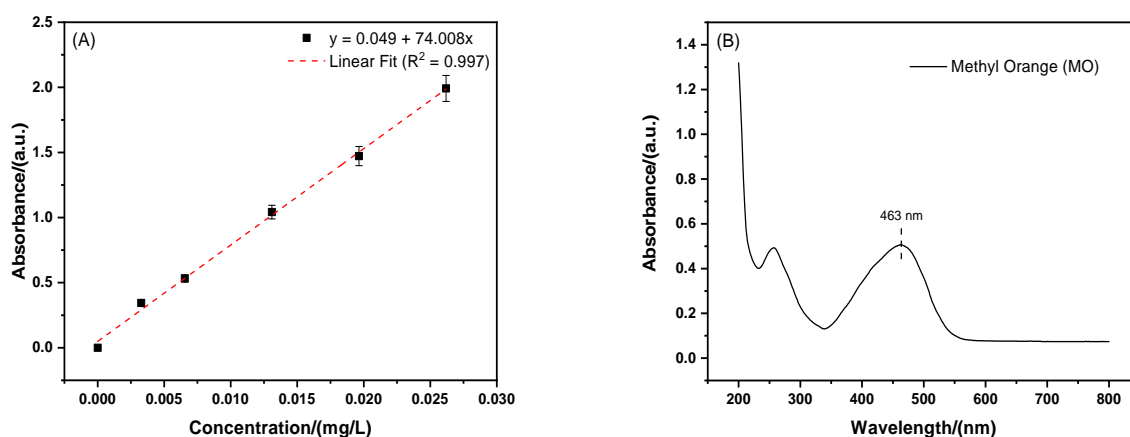 (A)
y = 0.049 + 74.008x
Linear Fit (R² = 0.997)
2.5
2.0
1.5
1.0
0.5
0.0
Absorbance/(a.u.)
0.000 0.005 0.010 0.015 0.020 0.025 0.030
Concentration/(mg/L)
(B)
Methyl Orange (MO)
463 nm
1.4
1.2
1.0
0.8
0.6
0.4
0.2
0.0
Absorbance/(a.u.)
200 300 400 500 600 700 800
Wavelength/(nm)